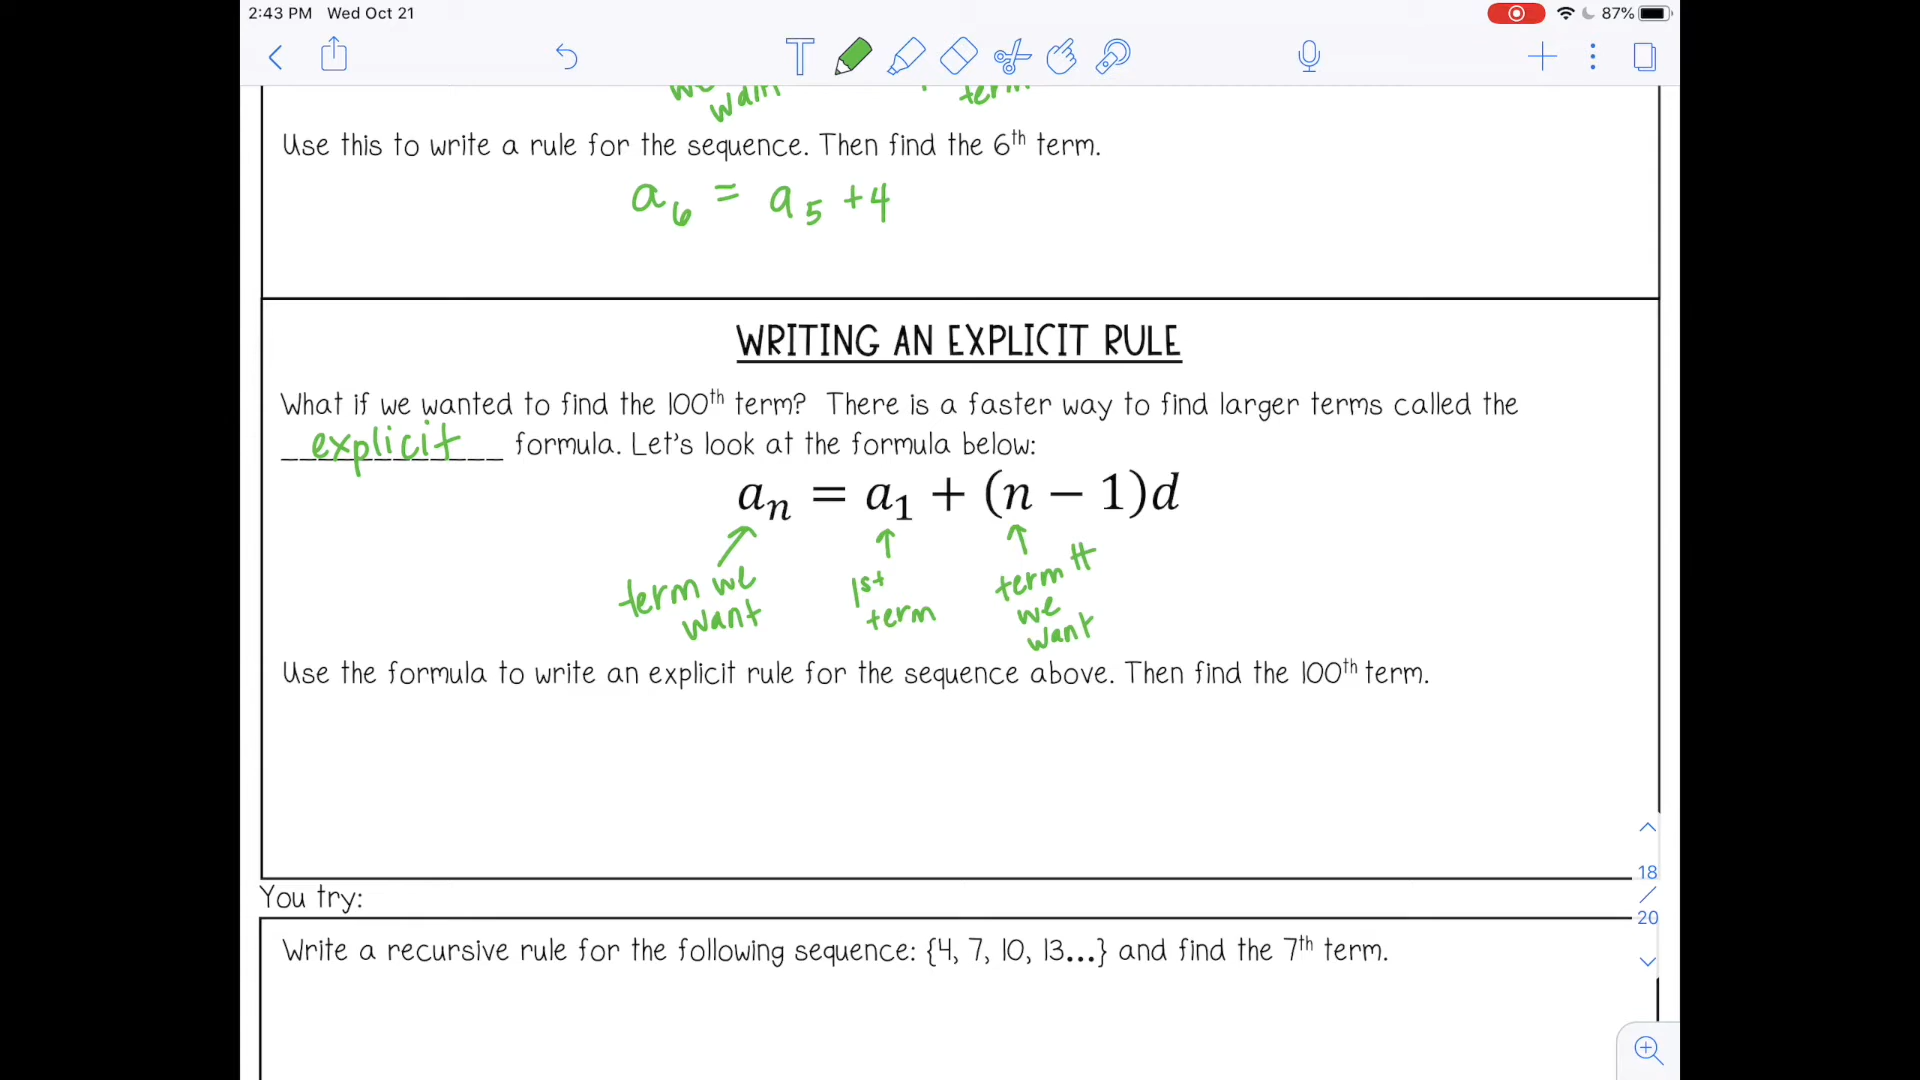 2:43 PM Wed Oct 21
87%
we
want
term
Use this to write a rule for the sequence. Then find the 6th term.
a₆ = a₅ +4
WRITING AN EXPLICIT RULE
What if we wanted to find the 100th term? There is a faster way to find larger terms called the
explicit formula. Let's look at the formula below:
aₙ = a₁ + (n − 1)d
term we
want
1st
term
term #
we
want
Use the formula to write an explicit rule for the sequence above. Then find the 100th term.
18
/
20
You try:
Write a recursive rule for the following sequence: {4, 7, 10, 13...} and find the 7th term.